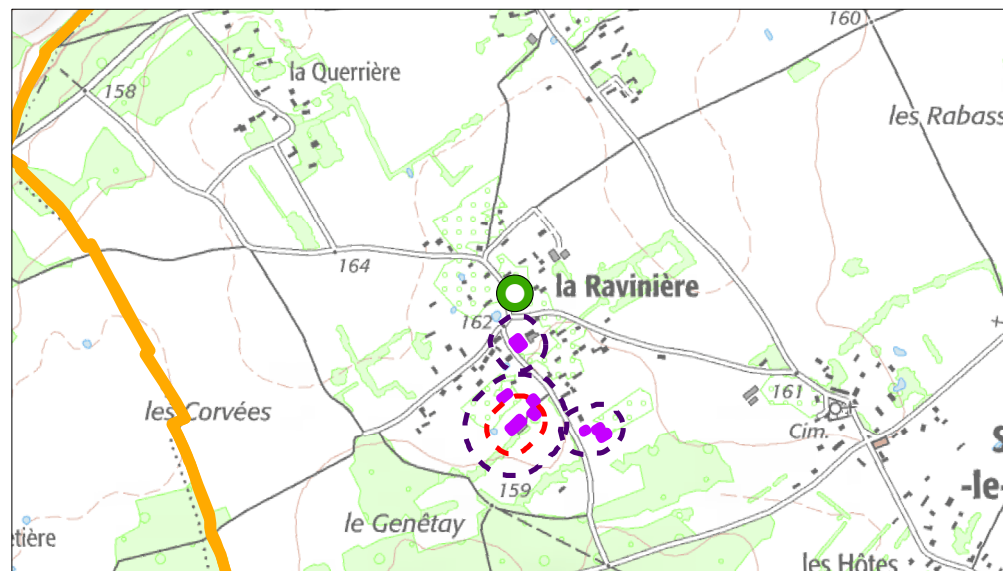 160
la Querrière
158
les Rabass
164
la Ravinière
162
161
les Corvées
Cim.
S
-le-
159
le Genêtay
etière
les Hôtes